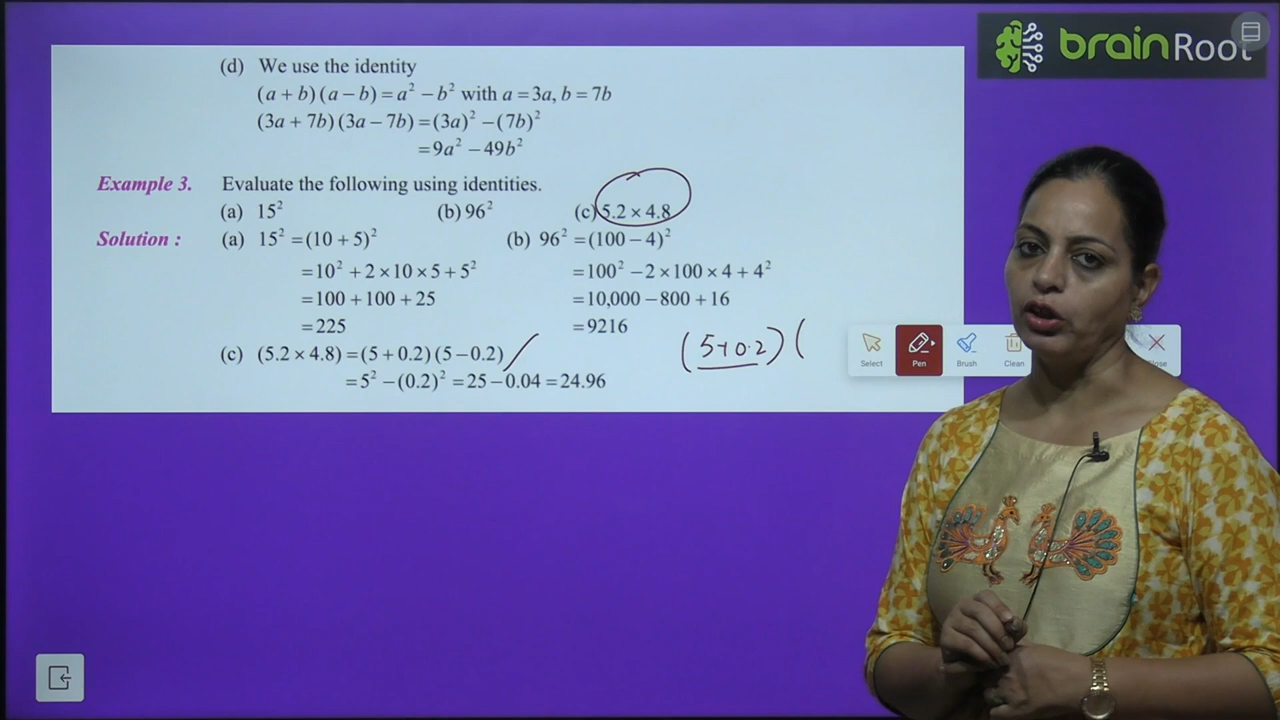 brainRoot
(d) We use the identity
(a + b) (a − b) = a² − b² with a = 3a, b = 7b
(3a + 7b) (3a − 7b) = (3a)² − (7b)²
= 9a² − 49b²
Example 3. Evaluate the following using identities.
(a) 15² (b) 96² (c) 5.2 × 4.8
Solution : (a) 15² = (10 + 5)² (b) 96² = (100 − 4)²
= 10² + 2 × 10 × 5 + 5² = 100² − 2 × 100 × 4 + 4²
= 100 + 100 + 25 = 10,000 − 800 + 16
= 225 = 9216
(c) (5.2 × 4.8) = (5 + 0.2) (5 − 0.2)
= 5² − (0.2)² = 25 − 0.04 = 24.96
(5+0.2) (
Select Pen Brush Clean